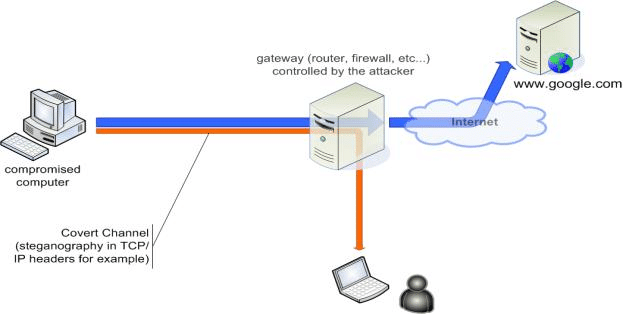 gateway (router, firewall, etc...)
controlled by the attacker
www.google.com
Internet
compromised
computer
Covert Channel
(steganography in TCP/
IP headers for example)